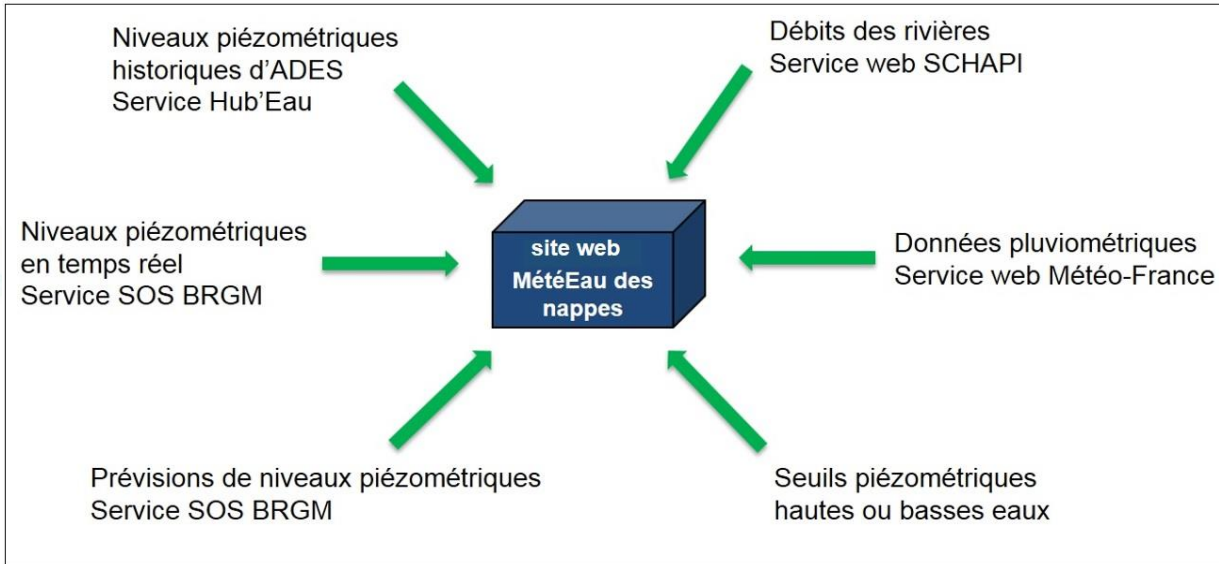 Niveaux piézométriques
historiques d'ADES
Service Hub'Eau
Débits des rivières
Service web SCHAPI
Niveaux piézométriques
en temps réel
Service SOS BRGM
site web
MétéEau des
nappes
Données pluviométriques
Service web Météo-France
Prévisions de niveaux piézométriques
Service SOS BRGM
Seuils piézométriques
hautes ou basses eaux